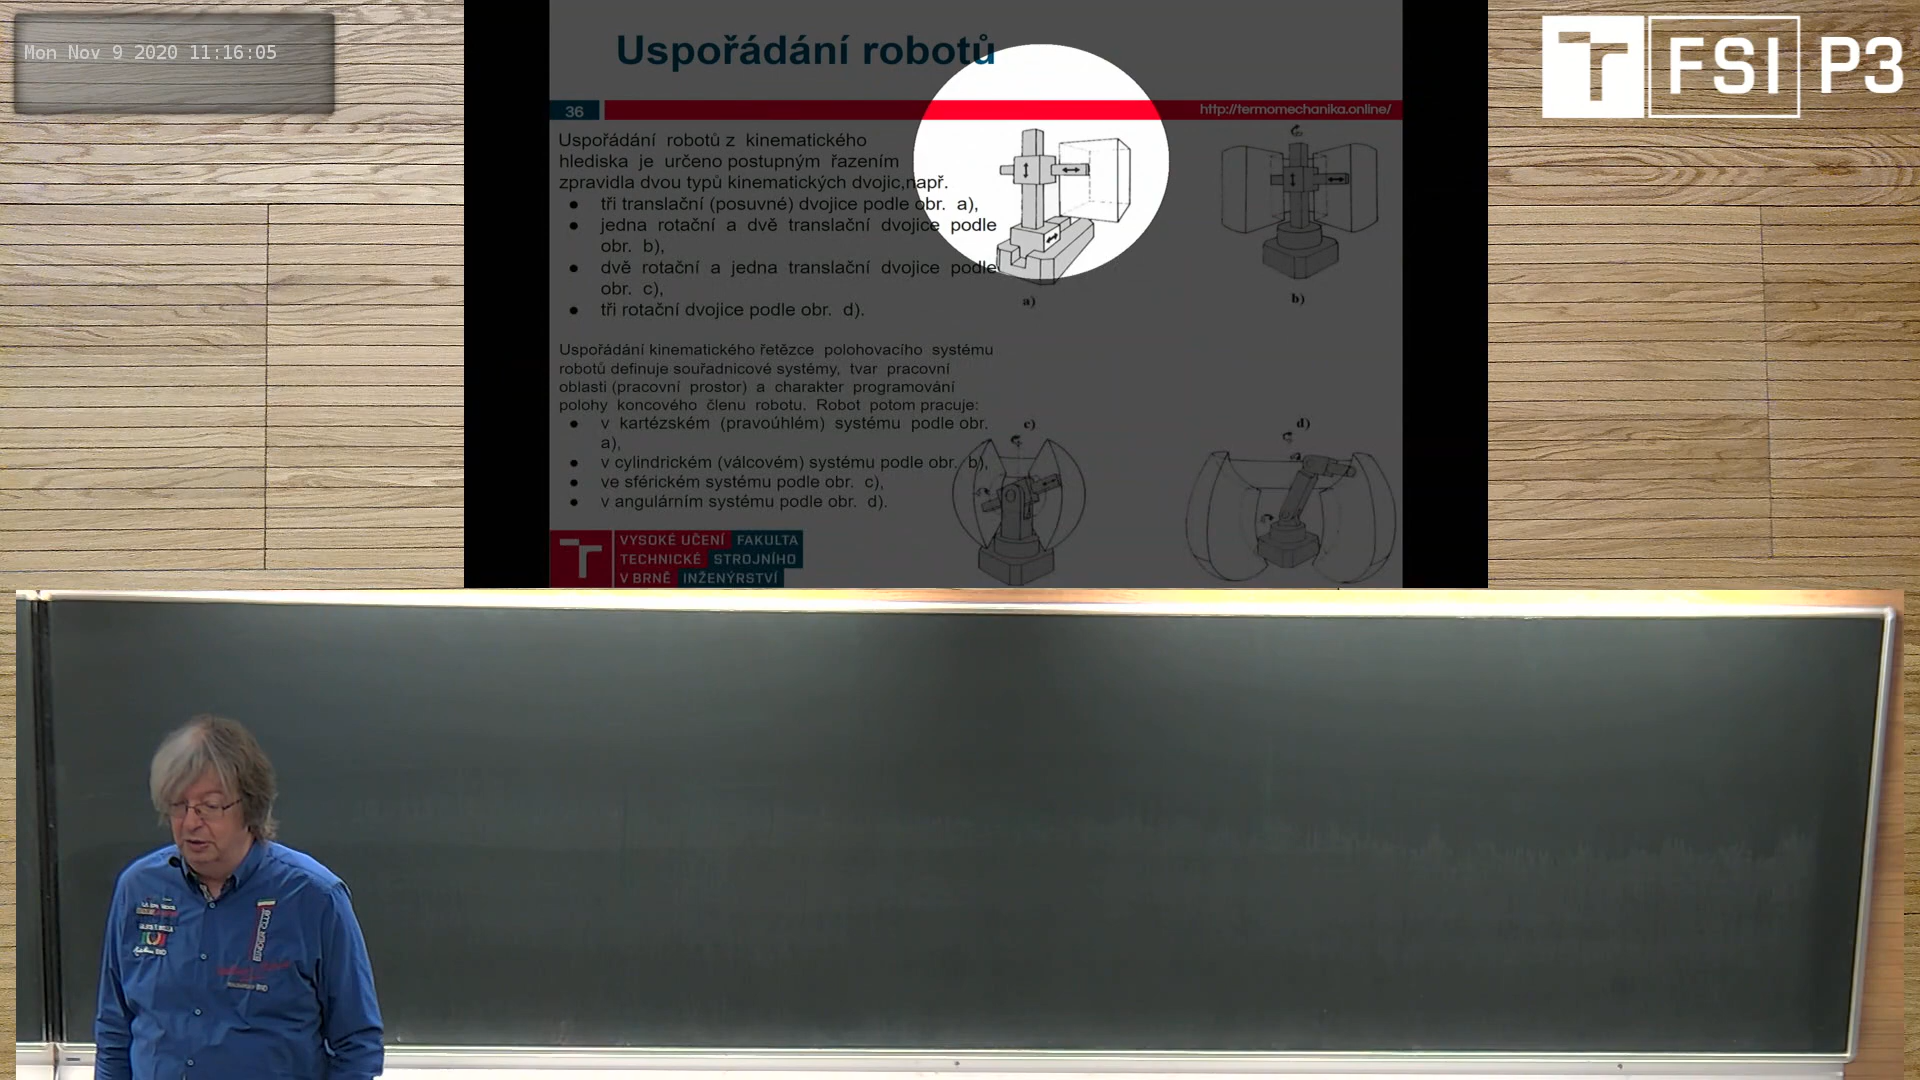 Mon Nov 9 2020 11:16:05
Uspořádání robotů
FSI P3
36
http://termomechanika.online/
Uspořádání robotů z kinematického
hlediska je určeno postupným řazením
zpravidla dvou typů kinematických dvojic,např.
● tři translační (posuvné) dvojice podle obr. a),
● jedna rotační a dvě translační dvojice podle
obr. b),
● dvě rotační a jedna translační dvojice podle
obr. c),
● tři rotační dvojice podle obr. d).
a)
b)
Uspořádání kinematického řetězce polohovacího systému
robotů definuje souřadnicové systémy, tvar pracovní
oblasti (pracovní prostor) a charakter programování
polohy koncového členu robotu. Robot potom pracuje:
● v kartézském (pravoúhlém) systému podle obr.
a),
● v cylindrickém (válcovém) systému podle obr. b),
● ve sférickém systému podle obr. c),
● v angulárním systému podle obr. d).
c)
d)
VYSOKÉ UČENÍ FAKULTA
TECHNICKÉ STROJNÍHO
V BRNĚ INŽENÝRSTVÍ